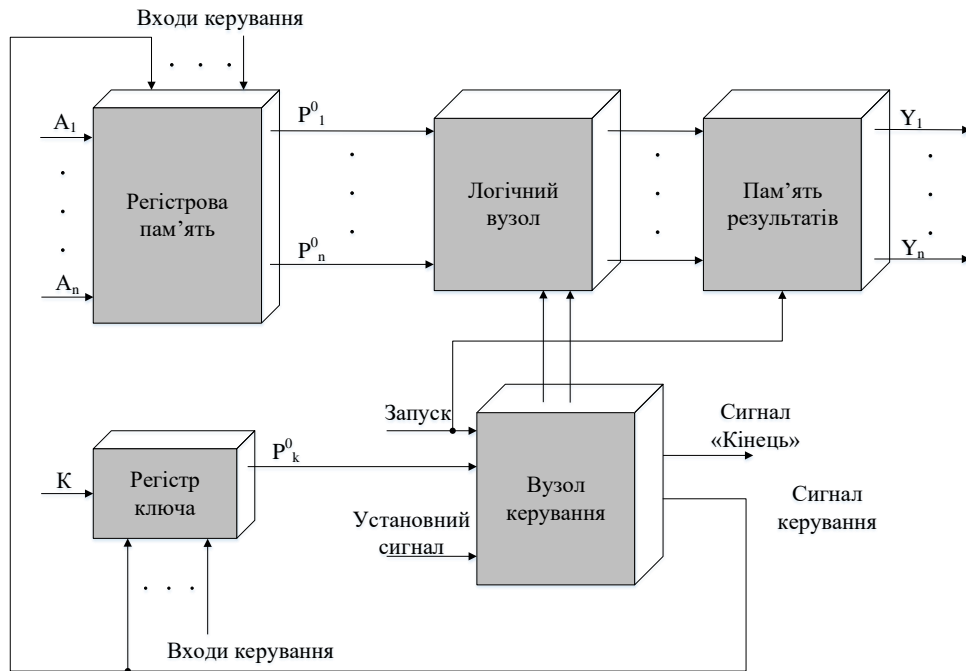 Входи керування
A1
P01
Y1
Регістрова
пам’ять
Логічний
вузол
Пам’ять
результатів
P0n
Yn
An
Запуск
Сигнал
«Кінець»
P0k
К
Регістр
ключа
Вузол
керування
Сигнал
керування
Установний
сигнал
Входи керування